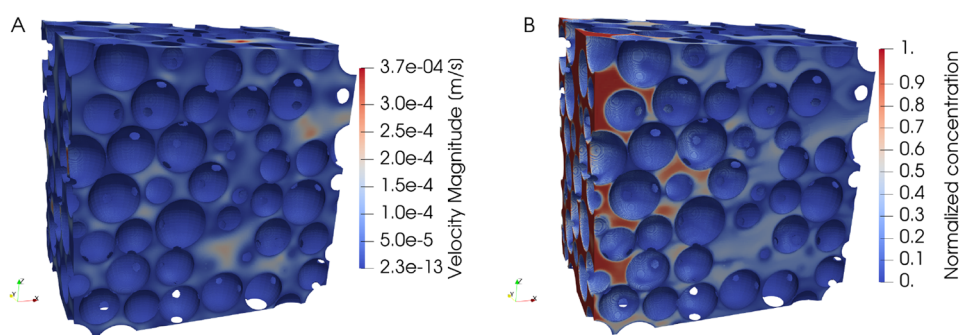 A
3.7e-04
3.0e-4
2.5e-4
2.0e-4
1.5e-4
1.0e-4
5.0e-5
2.3e-13
Velocity Magnitude (m/s)
Z
Y
X
B
1.
0.9
0.8
0.7
0.6
0.5
0.4
0.3
0.2
0.1
0.
Normalized concentration
Z
Y
X